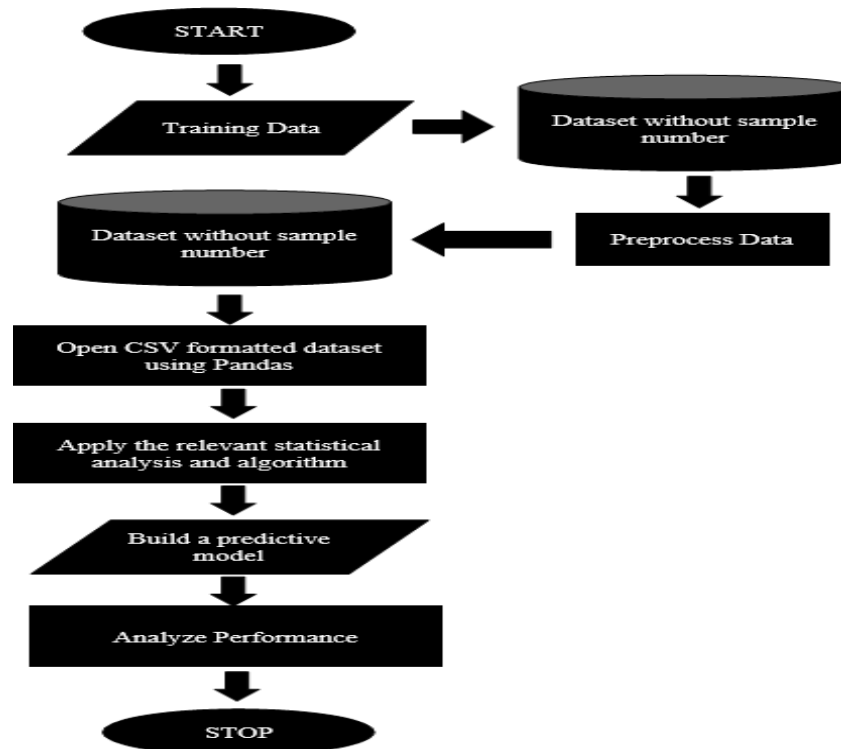 START
Training Data
Dataset without sample
number
Preprocess Data
Dataset without sample
number
Open CSV formatted dataset
using Pandas
Apply the relevant statistical
analysis and algorithm
Build a predictive
model
Analyze Performance
STOP